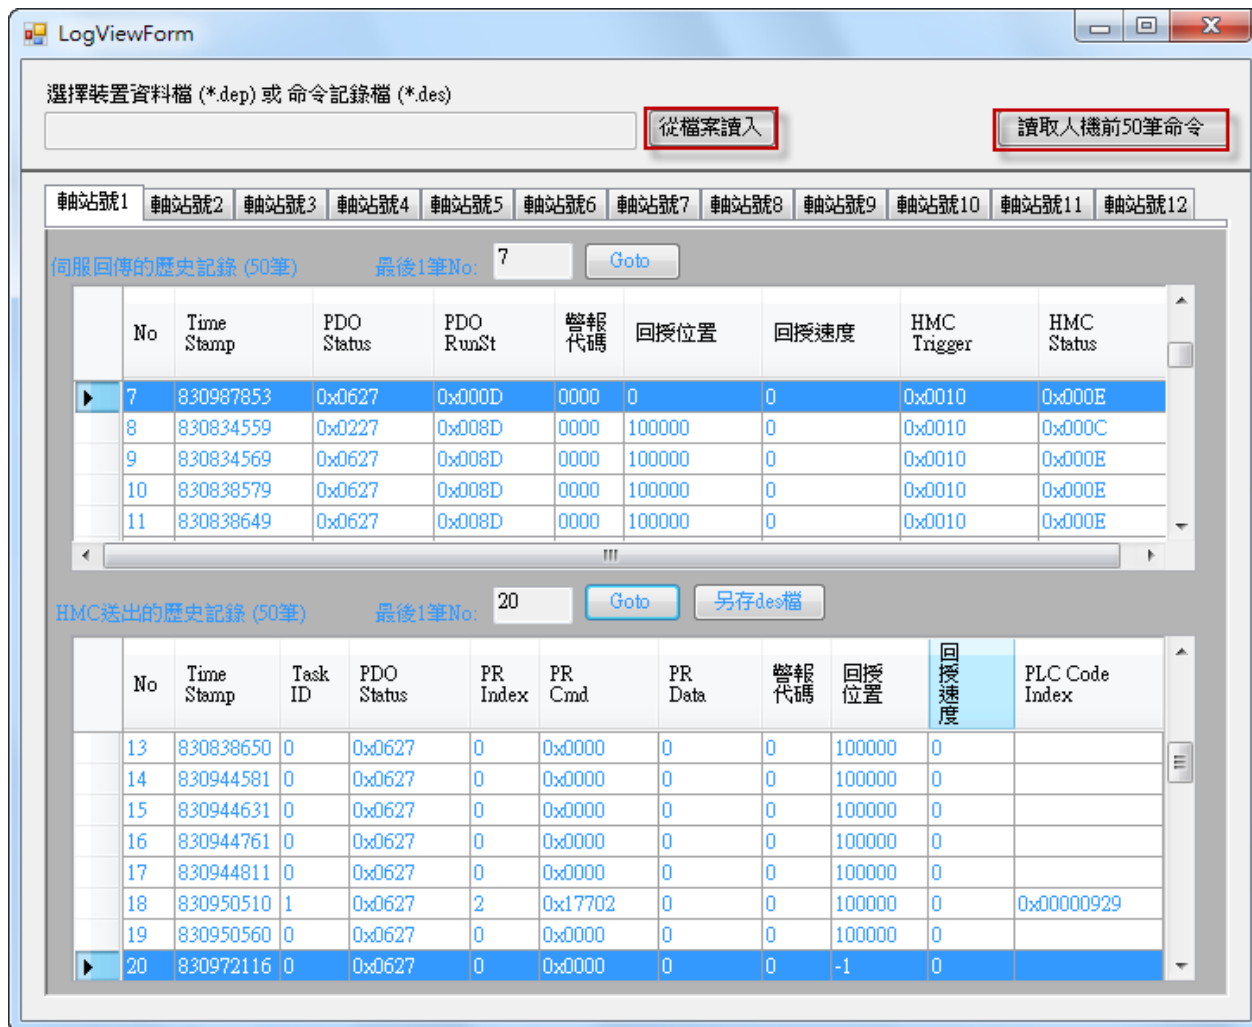 LogViewForm
選擇裝置資料檔 (*.dep) 或 命令記錄檔 (*.des)
從檔案讀入 讀取人機前50筆命令
軸站號1 軸站號2 軸站號3 軸站號4 軸站號5 軸站號6 軸站號7 軸站號8 軸站號9 軸站號10 軸站號11 軸站號12
伺服回傳的歷史記錄 (50筆) 最後1筆No: 7 Goto
No Time Stamp PDO Status PDO RunSt 警報代碼 回授位置 回授速度 HMC Trigger HMC Status
7 830987853 0x0627 0x000D 0000 0 0 0x0010 0x000E
8 830834559 0x0227 0x008D 0000 100000 0 0x0010 0x000C
9 830834569 0x0627 0x008D 0000 100000 0 0x0010 0x000E
10 830838579 0x0627 0x008D 0000 100000 0 0x0010 0x000E
11 830838649 0x0627 0x008D 0000 100000 0 0x0010 0x000E
HMC送出的歷史記錄 (50筆) 最後1筆No: 20 Goto 另存des檔
No Time Stamp Task ID PDO Status PR Index PR Cmd PR Data 警報代碼 回授位置 回授速度 PLC Code Index
13 830838650 0 0x0627 0 0x0000 0 0 100000 0
14 830944581 0 0x0627 0 0x0000 0 0 100000 0
15 830944631 0 0x0627 0 0x0000 0 0 100000 0
16 830944761 0 0x0627 0 0x0000 0 0 100000 0
17 830944811 0 0x0627 0 0x0000 0 0 100000 0
18 830950510 1 0x0627 2 0x17702 0 0 100000 0 0x00000929
19 830950560 0 0x0627 0 0x0000 0 0 100000 0
20 830972116 0 0x0627 0 0x0000 0 0 -1 0